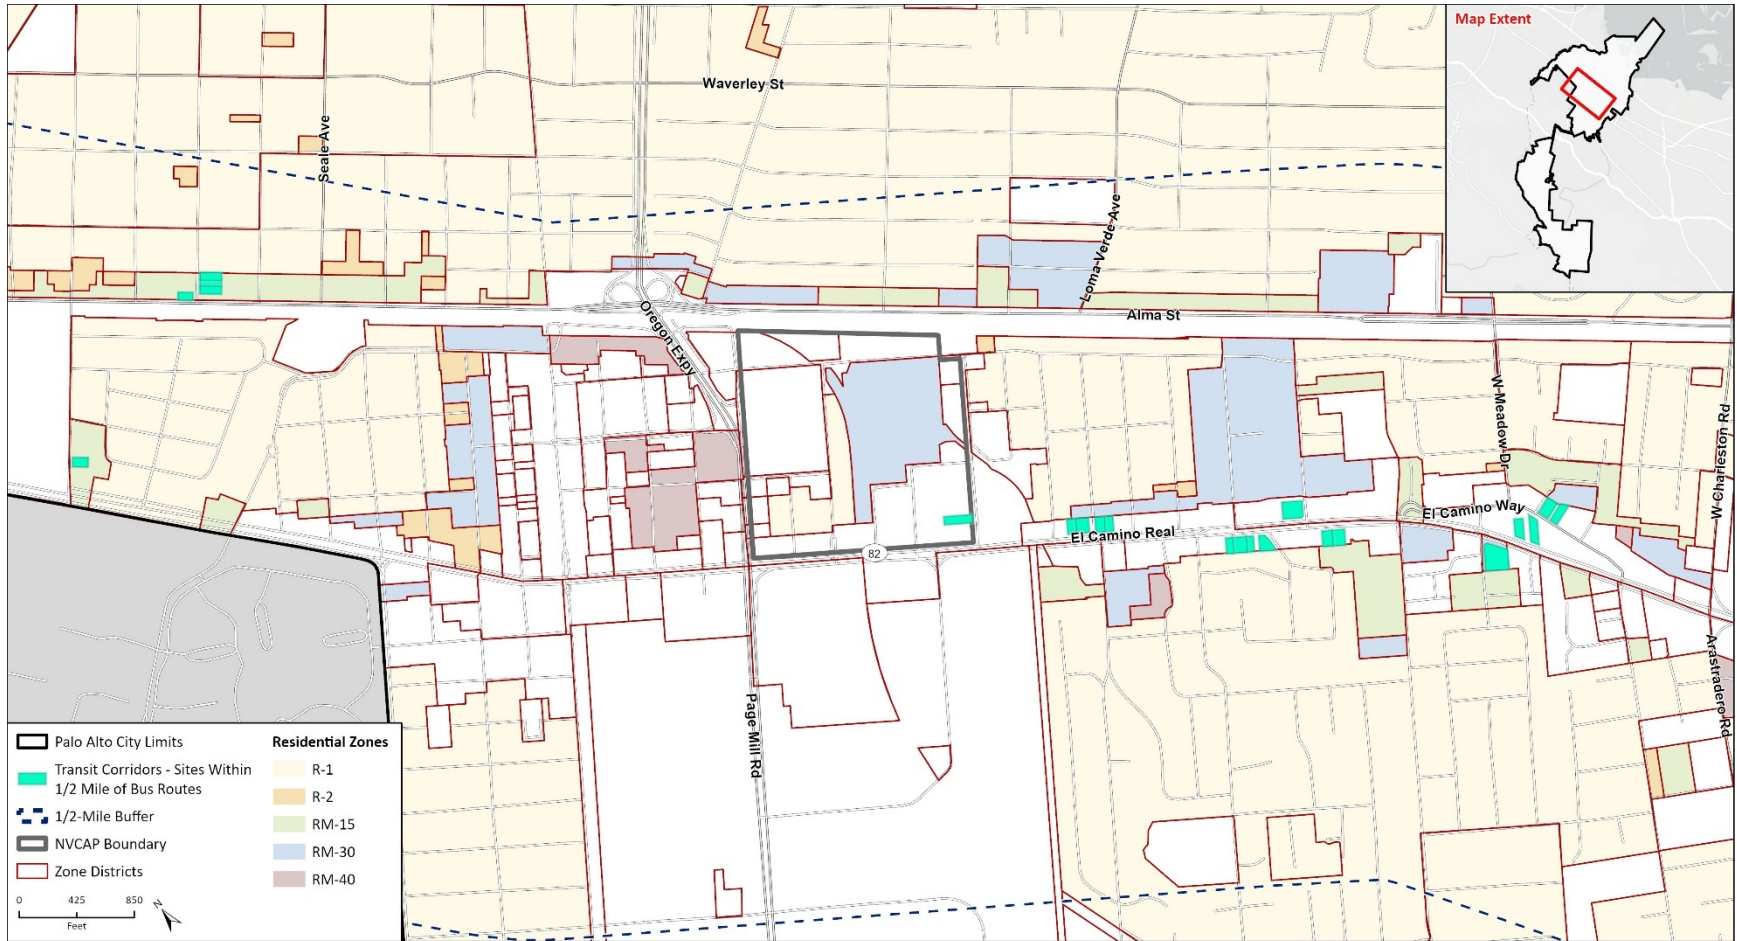 Map Extent
Waverley St
Seale Ave
Loma Verde Ave
Alma St
Oregon Expy
W Meadow Dr
W Charleston Rd
El Camino Way
El Camino Real
82
Page Mill Rd
Arastradero Rd
Palo Alto City Limits
Transit Corridors - Sites Within
1/2 Mile of Bus Routes
1/2-Mile Buffer
NVCAP Boundary
Zone Districts
0 425 850
Feet
N
Residential Zones
R-1
R-2
RM-15
RM-30
RM-40